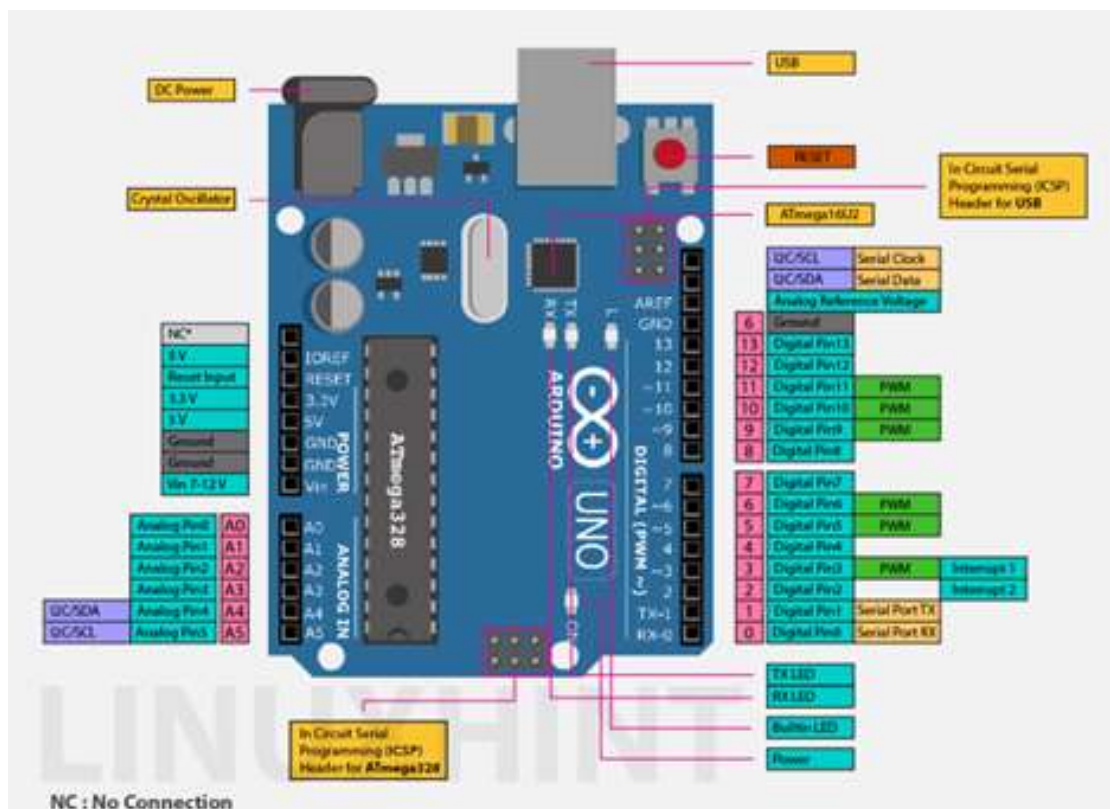 USB
DC Power
RESET
In Circuit Serial
Programming (ICSP)
Header for USB
Crystal Oscillator
ATmega16U2
I2C/SCL Serial Clock
I2C/SDA Serial Data
Analog Reference Voltage
6 Ground
13 Digital Pin13
12 Digital Pin12
11 Digital Pin11 PWM
10 Digital Pin10 PWM
9 Digital Pin9 PWM
8 Digital Pin8
7 Digital Pin7
6 Digital Pin6 PWM
5 Digital Pin5 PWM
4 Digital Pin4
3 Digital Pin3 PWM Interrupt 1
2 Digital Pin2 Interrupt 2
1 Digital Pin1 Serial Port TX
0 Digital Pin0 Serial Port RX
NC*
Reset Input
3.3 V
5 V
Ground
Ground
Vin 7-12 V
Analog Pin0 A0
Analog Pin1 A1
Analog Pin2 A2
Analog Pin3 A3
I2C/SDA Analog Pin4 A4
I2C/SCL Analog Pin5 A5
IOREF
RESET
3.2V
5V
GND
GND
Vin
POWER
A0
A1
A2
A3
A4
A5
ANALOG IN
ATmega328
RX
TX
L
ARDUINO
UNO
AREF
GND
13
12
~11
~10
~9
8
7
~6
~5
4
~3
2
TX-1
RX-0
DIGITAL (PWM ~)
TX LED
RX LED
Builtin LED
Power
In Circuit Serial
Programming (ICSP)
Header for ATmega328
LINUXHINT
NC : No Connection